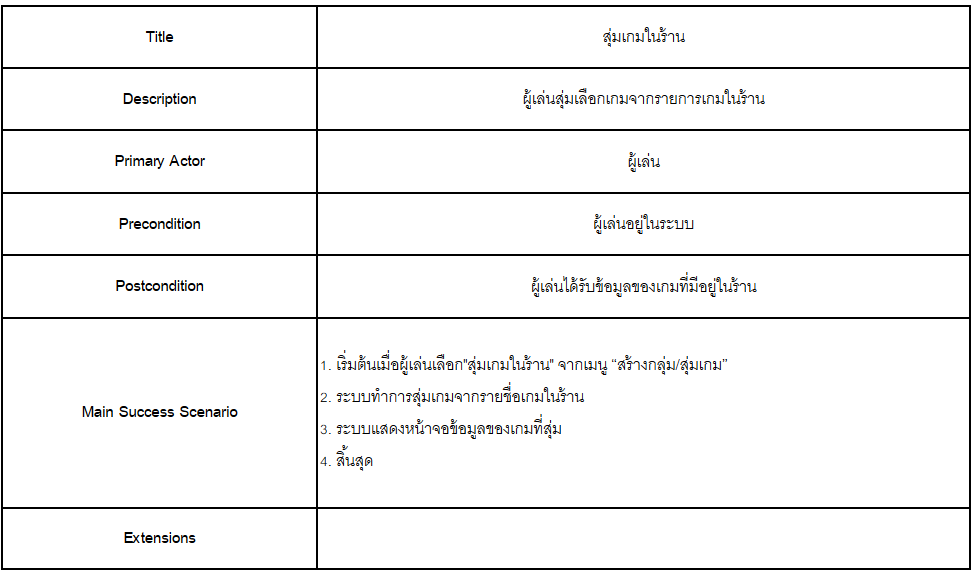 Title สุ่มเกมในร้าน
Description ผู้เล่นสุ่มเลือกเกมจากรายการเกมในร้าน
Primary Actor ผู้เล่น
Precondition ผู้เล่นอยู่ในระบบ
Postcondition ผู้เล่นได้รับข้อมูลของเกมที่มีอยู่ในร้าน
Main Success Scenario
1. เริ่มต้นเมื่อผู้เล่นเลือก"สุ่มเกมในร้าน" จากเมนู “สร้างกลุ่ม/สุ่มเกม”
2. ระบบทำการสุ่มเกมจากรายชื่อเกมในร้าน
3. ระบบแสดงหน้าจอข้อมูลของเกมที่สุ่ม
4. สิ้นสุด
Extensions